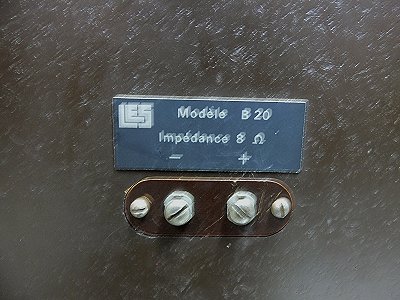 LES
Modèle B 20
Impédance 8 Ω
− +